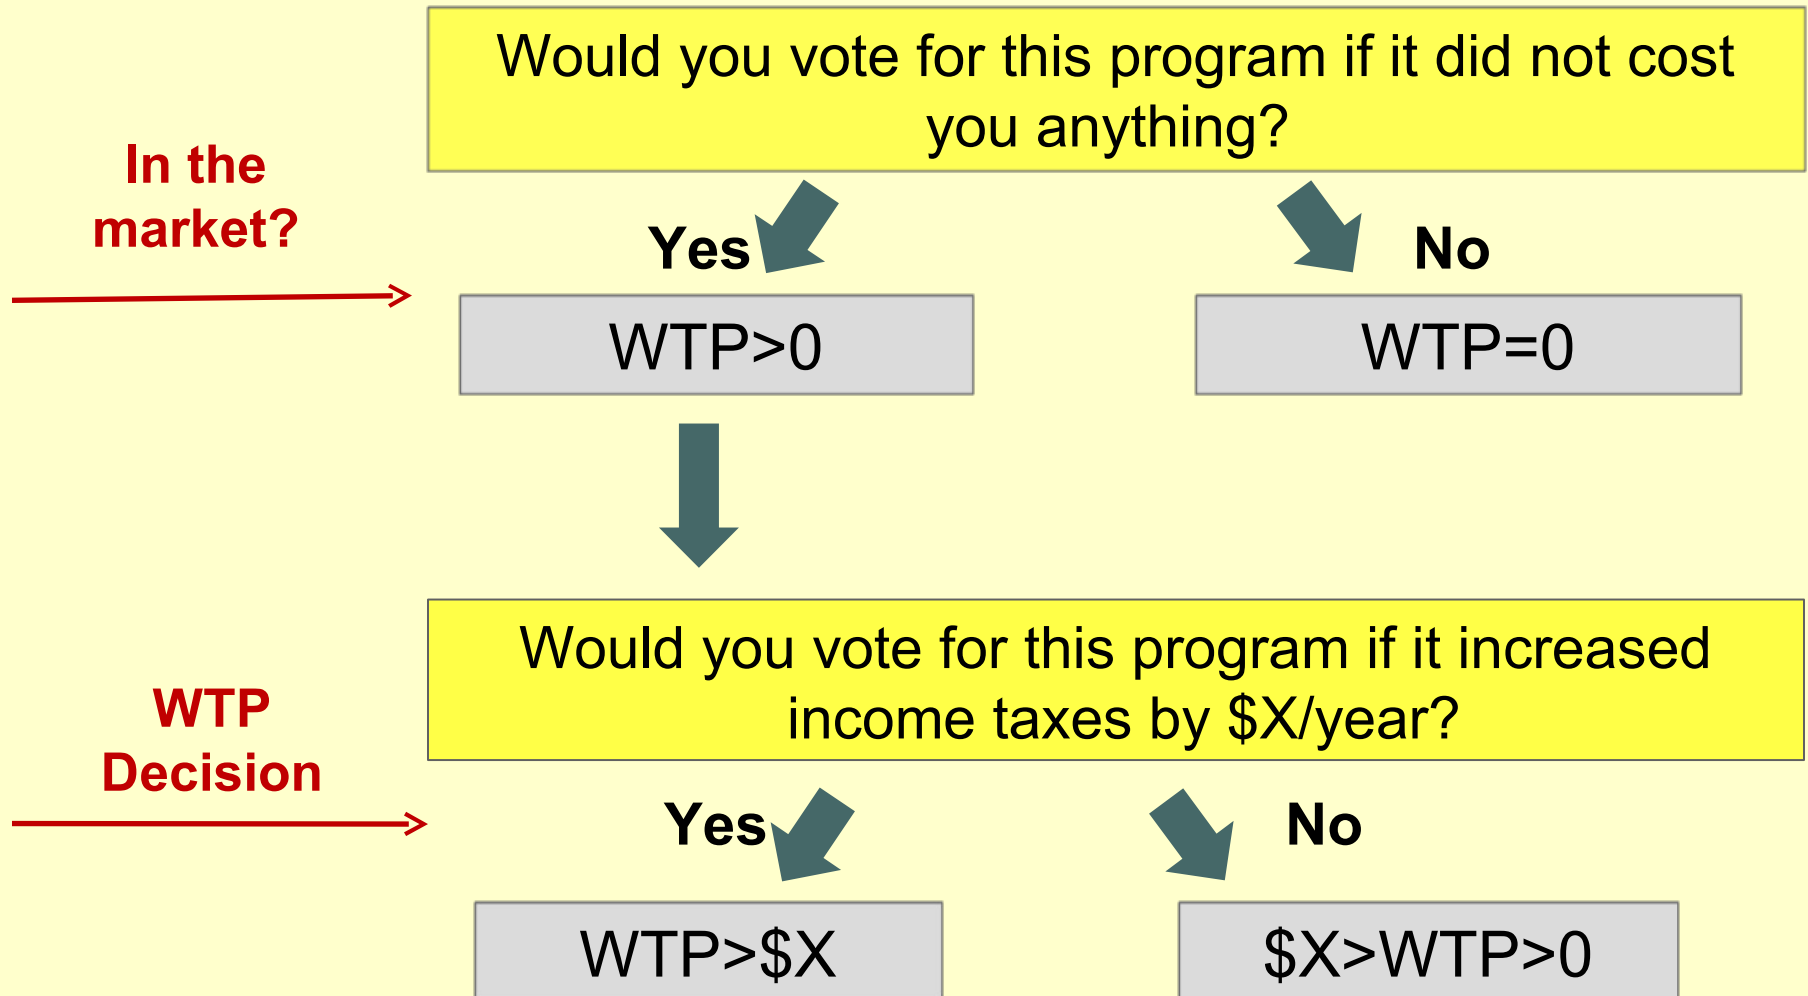 Would you vote for this program if it did not cost
you anything?
In the
market?
Yes
No
WTP>0
WTP=0
Would you vote for this program if it increased
income taxes by $X/year?
WTP
Decision
Yes
No
WTP>$X
$X>WTP>0